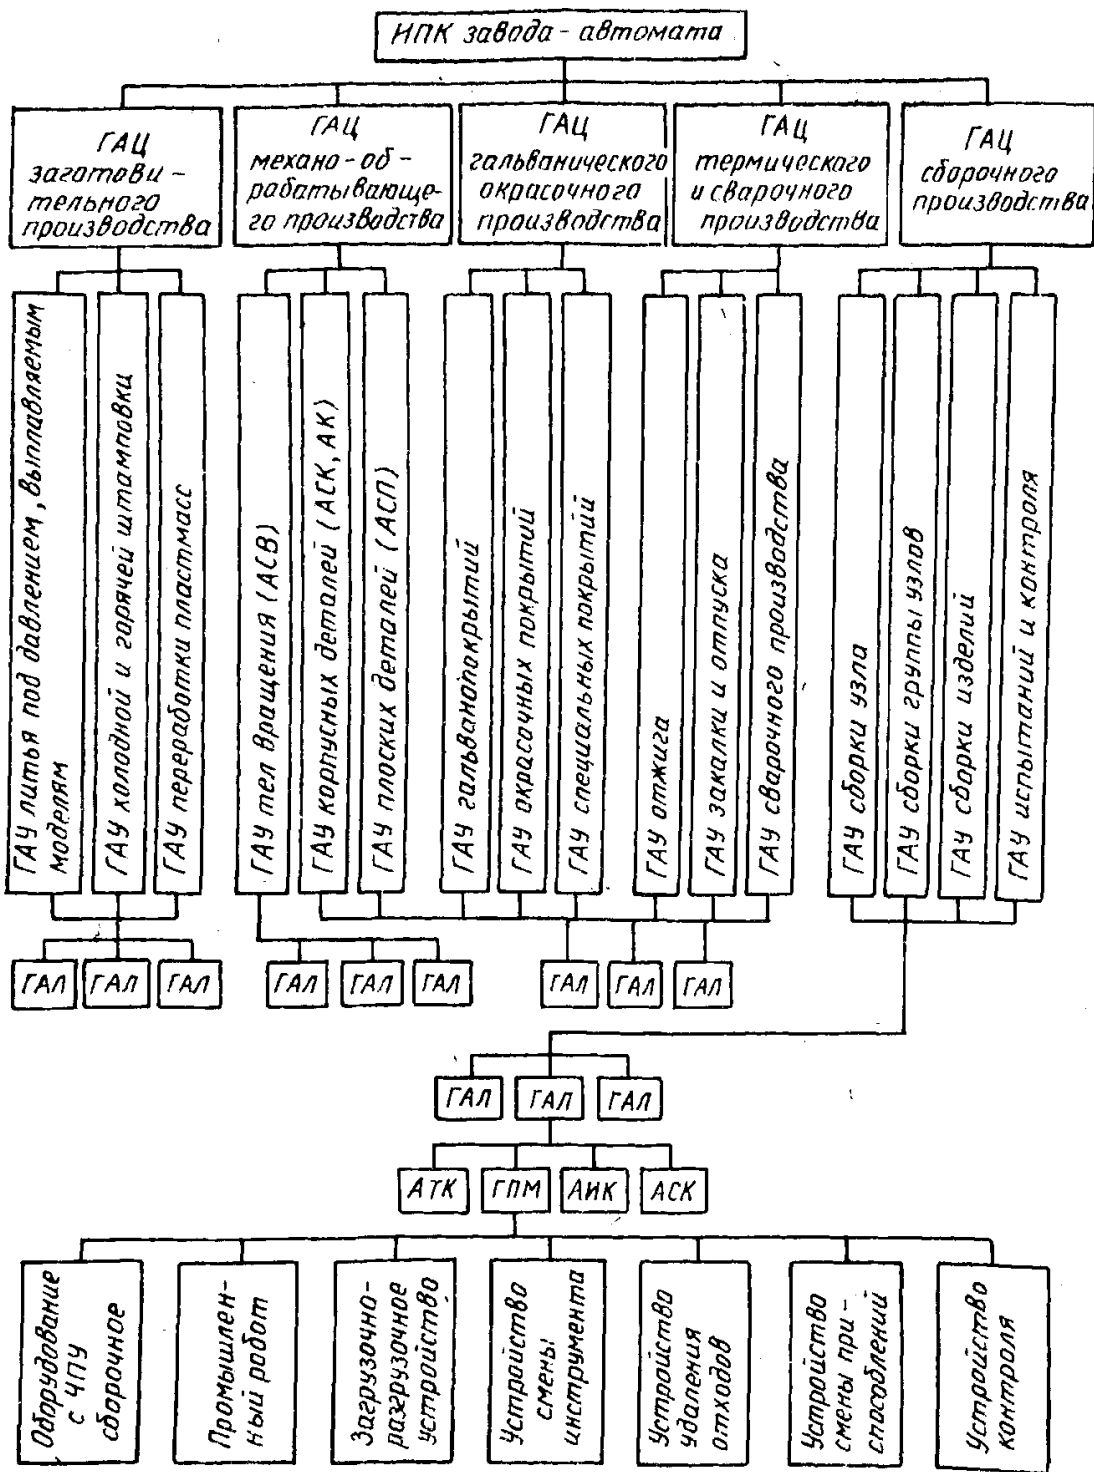 ИПК завода - автомата
ГАЦ
заготови -
тельного
производства
ГАЦ
механо - об -
рабатывающе-
го производства
ГАЦ
гальванического
окрасочного
производства
ГАЦ
термического
и сварочного
производства
ГАЦ
сборочного
производства
ГАУ литья под давлением, выплавляемым
моделям
ГАУ холодной и горячей штамповки
ГАУ переработки пластмасс
ГАУ тел вращения (АСВ)
ГАУ корпусных деталей (АСК, АК)
ГАУ плоских деталей (АСП)
ГАУ гальванопокрытий
ГАУ окрасочных покрытий
ГАУ специальных покрытий
ГАУ отжига
ГАУ закалки и отпуска
ГАУ сварочного производства
ГАУ сборки узла
ГАУ сборки группы узлов
ГАУ сборки изделий
ГАУ испытаний и контроля
ГАЛ
ГАЛ
ГАЛ
ГАЛ
ГАЛ
ГАЛ
ГАЛ
ГАЛ
ГАЛ
ГАЛ
ГАЛ
ГАЛ
АТК
ГПМ
АИК
АСК
Оборудование
с ЧПУ
сборочное
Промышлен-
ный работ
Загрузочно-
разгрузочное
устройство
Устройство
смены
инструмента
Устройство
удаления
отходов
Устройство
смены при-
способлений
Устройство
контроля